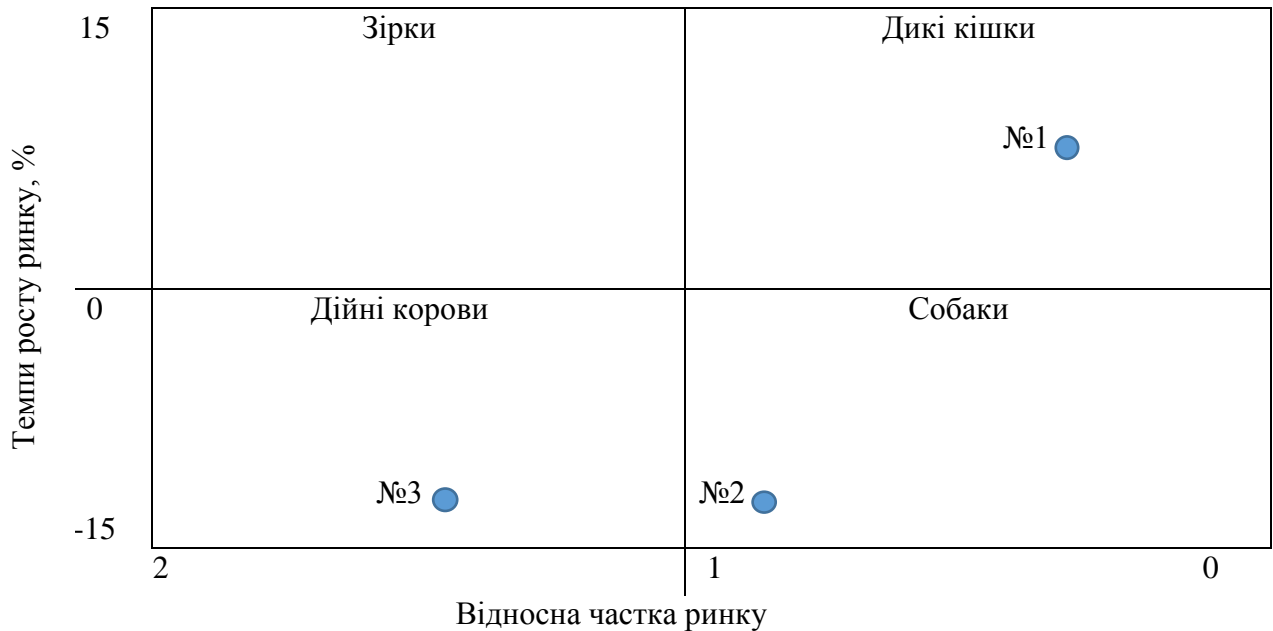 15
Зірки
Дикі кішки
№1
Темпи росту ринку, %
0
Дійні корови
Собаки
№3
№2
-15
2
1
0
Відносна частка ринку